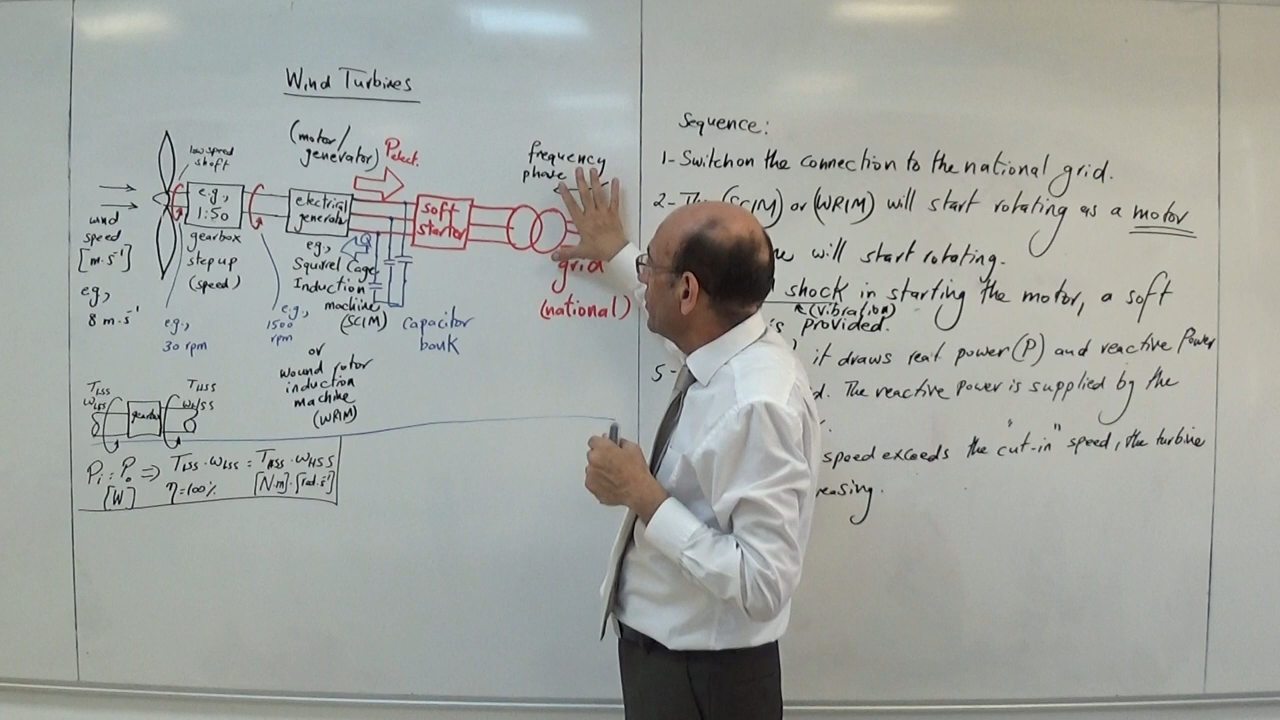 Wind Turbines
(motor/
generator)
Pelect.
frequency
phase
low speed
shaft
e.g.,
1:50
gearbox
step up
(speed)
electrical
generator
soft
starter
wind
speed
[m·s⁻¹]
e.g,
8 m·s⁻¹
e.g.,
30 rpm
e.g.,
1500
rpm
e.g.,
Squirrel Cage
Induction
machine
(SCIM)
or
wound rotor
induction
machine
(WRIM)
Q
Capacitor
bank
grid
(national)
TLSS
ωLSS
gearbox
THSS
ωHSS
Pi = Po ⇒ TLSS·ωLSS = THSS·ωHSS
[W] η=100% [N·m]·[rad·s⁻¹]
Sequence:
1- Switch on the connection to the national grid.
2- The (SCIM) or (WRIM) will start rotating as a motor
will start rotating.
shock in starting the motor, a soft
(vibration)
is provided.
it draws real power (P) and reactive Power
5-
The reactive power is supplied by the
speed exceeds the "cut-in" speed, the turbine